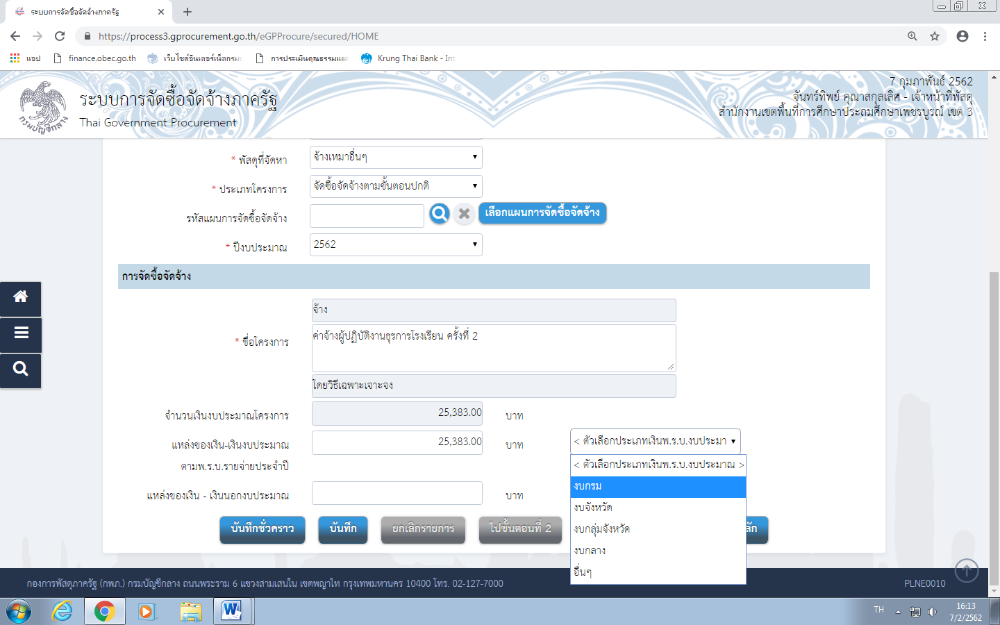 ระบบการจัดซื้อจัดจ้างภาครัฐ
https://process3.gprocurement.go.th/eGPProcure/secured/HOME
แอป finance.obec.go.th เว็บไซต์อินเตอร์เน็ตกรม การประเมินคุณธรรมและ Krung Thai Bank - Int
ระบบการจัดซื้อจัดจ้างภาครัฐ
Thai Government Procurement
กรมบัญชีกลาง
7 กุมภาพันธ์ 2562
จันทร์ทิพย์ คุณาสกุลเลิศ - เจ้าหน้าที่พัสดุ
สำนักงานเขตพื้นที่การศึกษาประถมศึกษาเพชรบูรณ์ เขต 3
* พัสดุที่จัดหา จ้างเหมาอื่นๆ
* ประเภทโครงการ จัดซื้อจัดจ้างตามขั้นตอนปกติ
รหัสแผนการจัดซื้อจัดจ้าง เลือกแผนการจัดซื้อจัดจ้าง
* ปีงบประมาณ 2562
การจัดซื้อจัดจ้าง
จ้าง
* ชื่อโครงการ ค่าจ้างผู้ปฏิบัติงานธุรการโรงเรียน ครั้งที่ 2
โดยวิธีเฉพาะเจาะจง
จำนวนเงินงบประมาณโครงการ 25,383.00 บาท
แหล่งของเงิน-เงินงบประมาณ 25,383.00 บาท < ตัวเลือกประเภทเงินพ.ร.บ.งบประมา
ตามพ.ร.บ.รายจ่ายประจำปี
< ตัวเลือกประเภทเงินพ.ร.บ.งบประมาณ >
งบกรม
งบจังหวัด
งบกลุ่มจังหวัด
งบกลาง
อื่นๆ
แหล่งของเงิน - เงินนอกงบประมาณ บาท
บันทึกชั่วคราว บันทึก ยกเลิกรายการ ไปขั้นตอนที่ 2 ลัก
กองการพัสดุภาครัฐ (กพภ.) กรมบัญชีกลาง ถนนพระราม 6 แขวงสามเสนใน เขตพญาไท กรุงเทพมหานคร 10400 โทร. 02-127-7000 PLNE0010
TH 16:13
7/2/2562